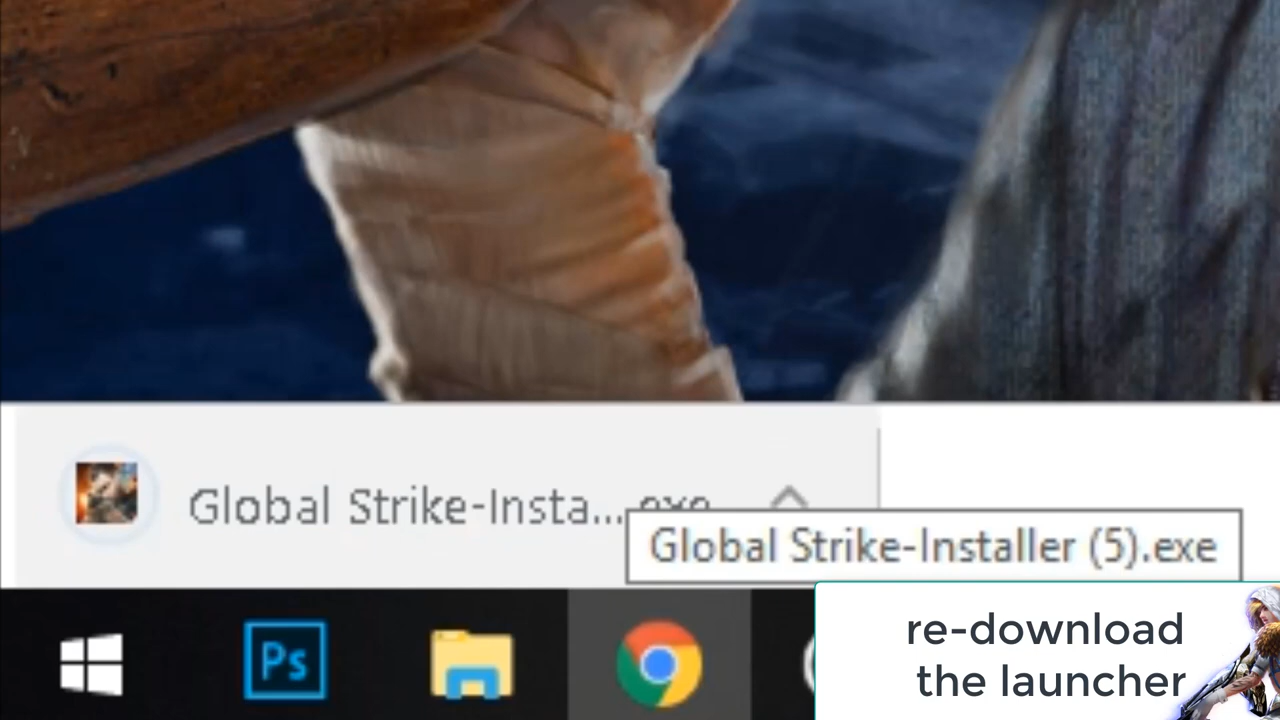 Global Strike-Insta... .exe
Global Strike-Installer (5).exe
Ps
re-download
the launcher